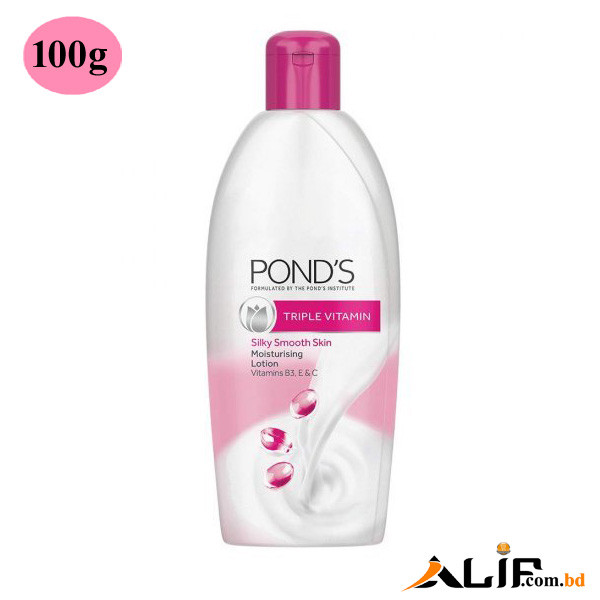 100g
POND'S
FORMULATED BY THE POND'S INSTITUTE
TRIPLE VITAMIN
Silky Smooth Skin
Moisturising
Lotion
Vitamins B3, E & C
ALIF.com.bd